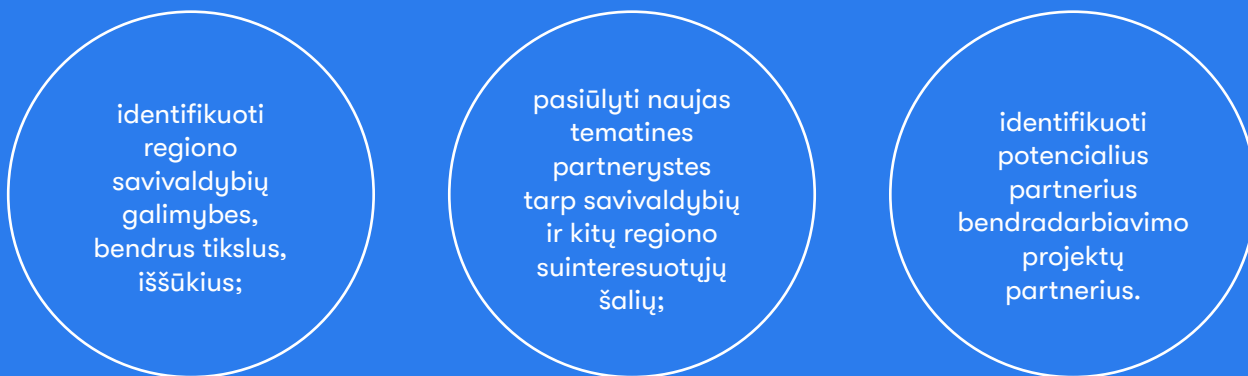 identifikuoti
regiono
savivaldybių
galimybes,
bendrus tikslus,
iššūkius;
pasiūlyti naujas
tematines
partnerystes
tarp savivaldybių
ir kitų regiono
suinteresuotųjų
šalių;
identifikuoti
potencialius
partnerius
bendradarbiavimo
projektų
partnerius.